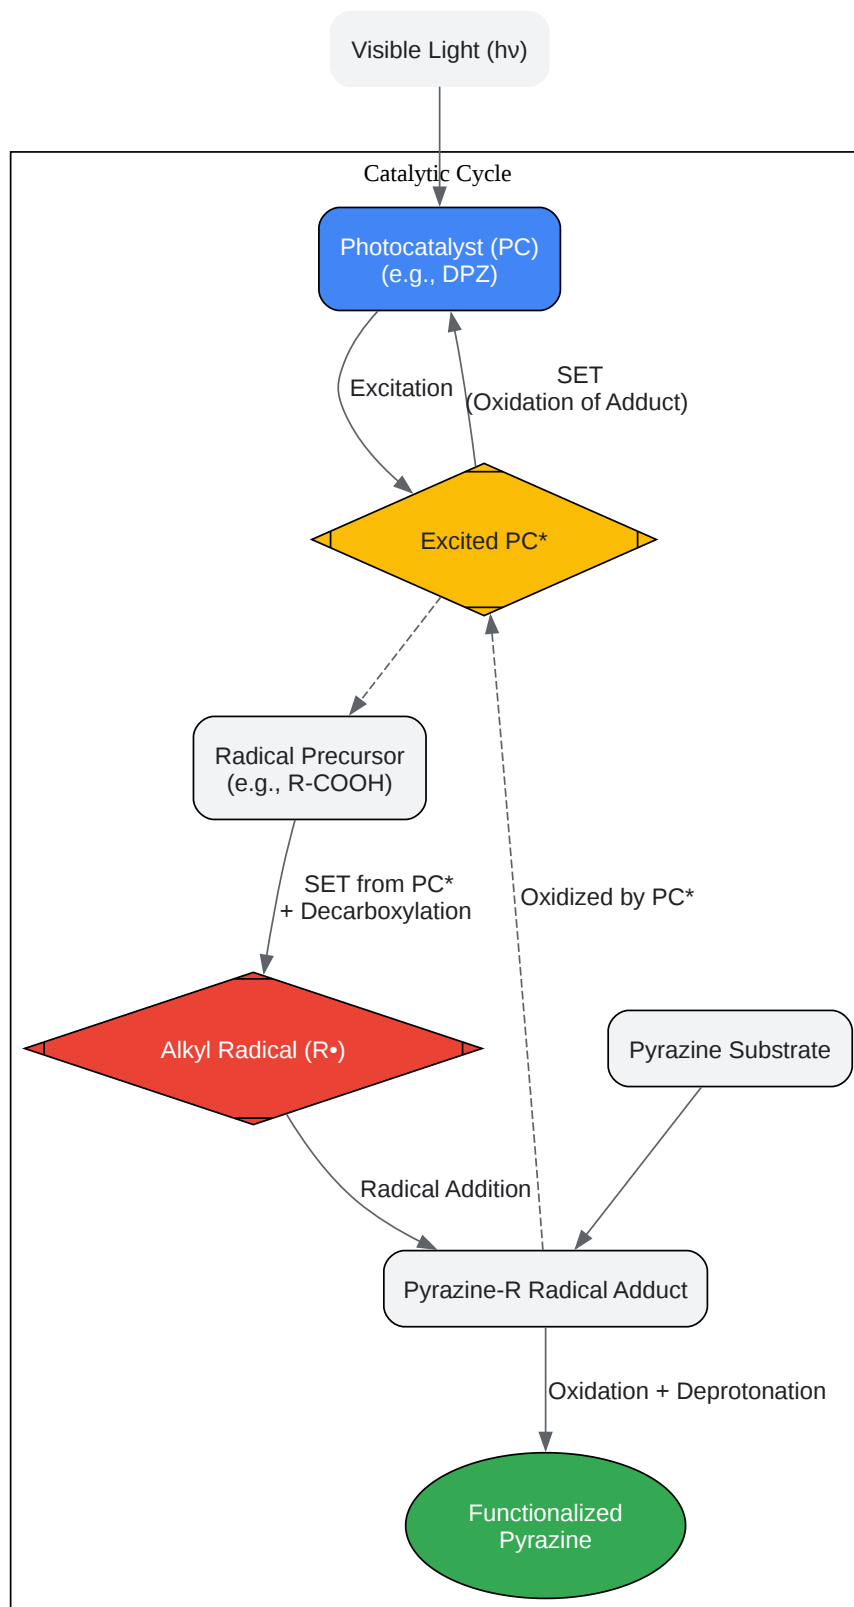 Visible Light (hν)
Catalytic Cycle
Photocatalyst (PC)
(e.g., DPZ)
Excitation
SET
(Oxidation of Adduct)
Excited PC*
Radical Precursor
(e.g., R-COOH)
SET from PC*
+ Decarboxylation
Oxidized by PC*
Alkyl Radical (R•)
Pyrazine Substrate
Radical Addition
Pyrazine-R Radical Adduct
Oxidation + Deprotonation
Functionalized
Pyrazine